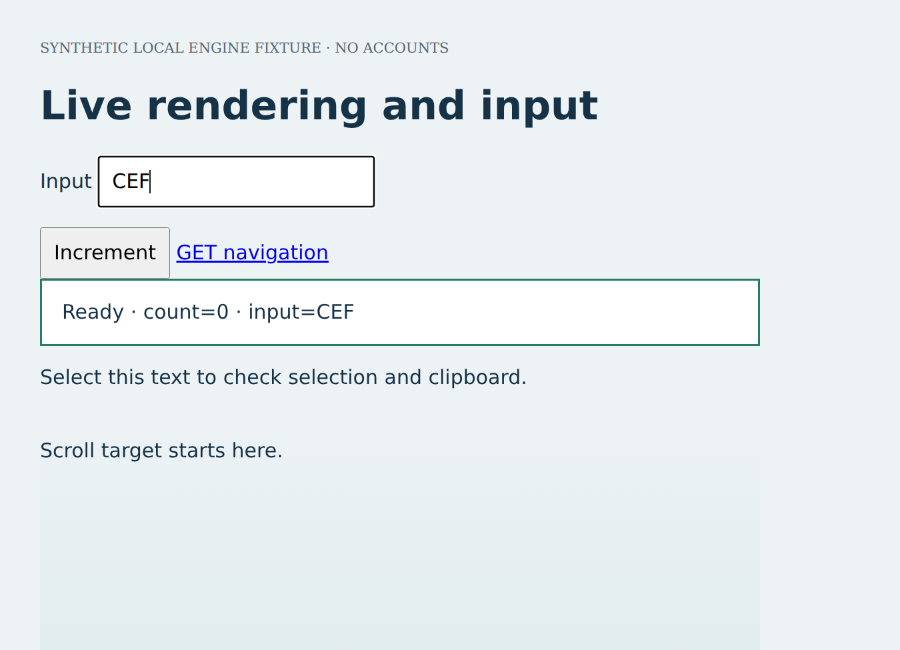 SYNTHETIC LOCAL ENGINE FIXTURE · NO ACCOUNTS
Live rendering and input
Input CEF
Increment GET navigation
Ready · count=0 · input=CEF
Select this text to check selection and clipboard.
Scroll target starts here.